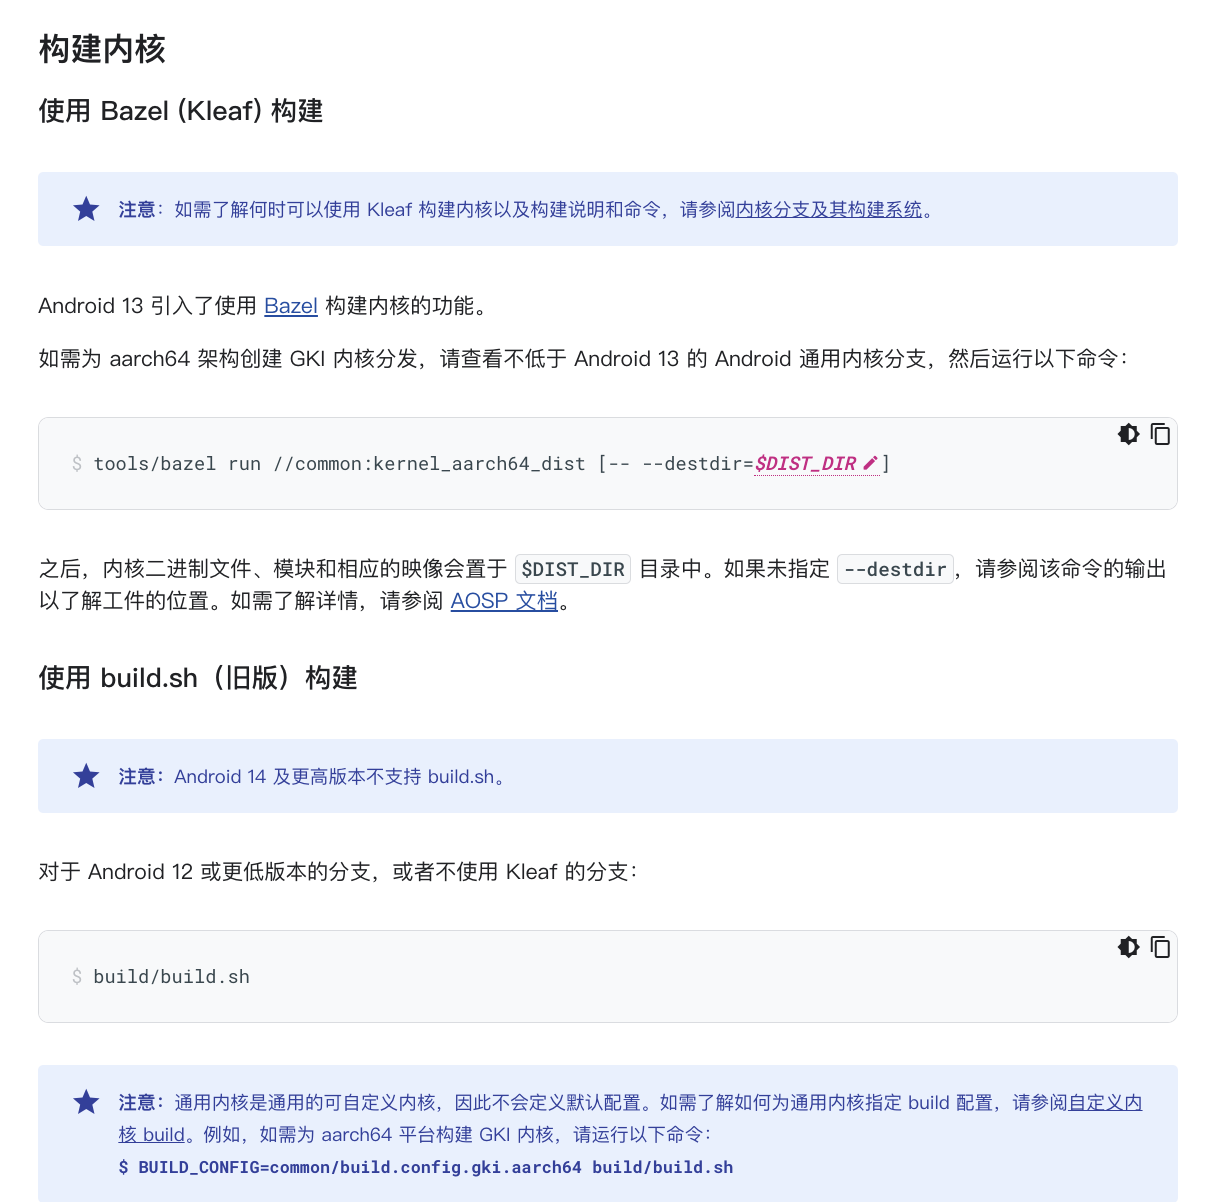 构建内核
使用 Bazel (Kleaf) 构建
注意：如需了解何时可以使用 Kleaf 构建内核以及构建说明和命令，请参阅内核分支及其构建系统。
Android 13 引入了使用 Bazel 构建内核的功能。
如需为 aarch64 架构创建 GKI 内核分发，请查看不低于 Android 13 的 Android 通用内核分支，然后运行以下命令：
$ tools/bazel run //common:kernel_aarch64_dist [-- --destdir=$DIST_DIR]
之后，内核二进制文件、模块和相应的映像会置于 $DIST_DIR 目录中。如果未指定 --destdir，请参阅该命令的输出
以了解工件的位置。如需了解详情，请参阅 AOSP 文档。
使用 build.sh（旧版）构建
注意：Android 14 及更高版本不支持 build.sh。
对于 Android 12 或更低版本的分支，或者不使用 Kleaf 的分支：
$ build/build.sh
注意：通用内核是通用的可自定义内核，因此不会定义默认配置。如需了解如何为通用内核指定 build 配置，请参阅自定义内
核 build。例如，如需为 aarch64 平台构建 GKI 内核，请运行以下命令：
$ BUILD_CONFIG=common/build.config.gki.aarch64 build/build.sh